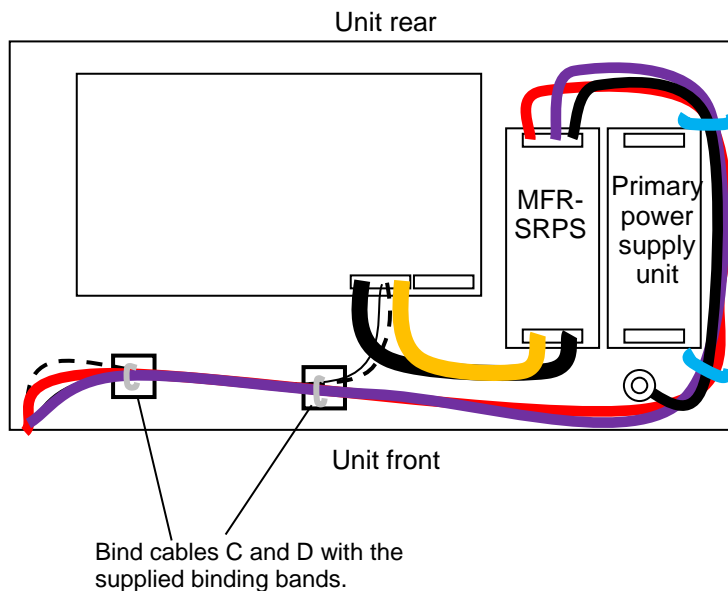 Unit rear
MFR-
SRPS
Primary
power
supply
unit
Unit front
Bind cables C and D with the
supplied binding bands.